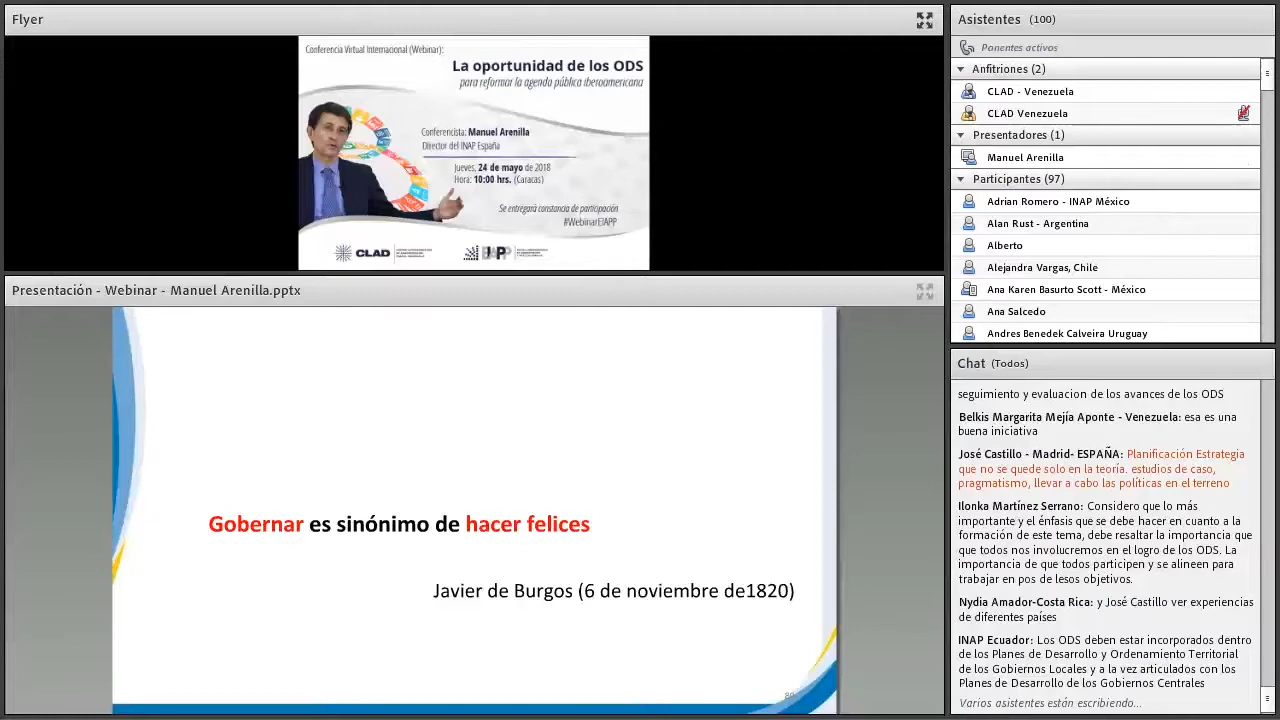 Flyer
Conferencia Virtual Internacional (Webinar):
La oportunidad de los ODS
para reformar la agenda pública iberoamericana
Conferencista: Manuel Arenilla
Director del INAP España
Jueves, 24 de mayo de 2018
Hora: 10:00 hrs. (Caracas)
Se entregará constancia de participación
#WebinarEIAPP
CLAD
EIAPP
Presentación - Webinar - Manuel Arenilla.pptx
Gobernar es sinónimo de hacer felices
Javier de Burgos (6 de noviembre de1820)
Asistentes (100)
Ponentes activos
Anfitriones (2)
CLAD - Venezuela
CLAD Venezuela
Presentadores (1)
Manuel Arenilla
Participantes (97)
Adrián López - INAP México
Alan Rust - Argentina
Alberto
Alejandra Vargas, Chile
Ana Karen Basurto Scott - México
Ana Salcedo
Andres Benedek Calveira Uruguay
Chat (Todos)
seguimiento y evaluacion de los avances de los ODS
Belkis Margarita Mejía Aponte - Venezuela: esa es una
buena iniciativa
José Castillo - Madrid- ESPAÑA: Planificación Estrategia
que no se quede solo en la teoría. estudios de caso,
pragmatismo, llevar a cabo las políticas en el terreno
Ilonka Martínez Serrano: Considero que lo más
importante y el énfasis que se debe hacer encuanto a la
formación de este tema, debe resaltar la importancia que
que todos nos involucremos en el logro de los ODS. La
importancia de que todos participen y se alineen para
trabajar en pos de lesos objetivos.
Nydia Amador-Costa Rica: y José Castillo ver experiencias
de diferentes países
INAP Ecuador: Los ODS deben estar incorporados dentro
de los Planes de Desarrollo y Ordenamiento Territorial
de los Gobiernos Locales y a la vez articulados con los
Planes de Desarrollo de los Gobiernos Centrales
Varios asistentes están escribiendo...